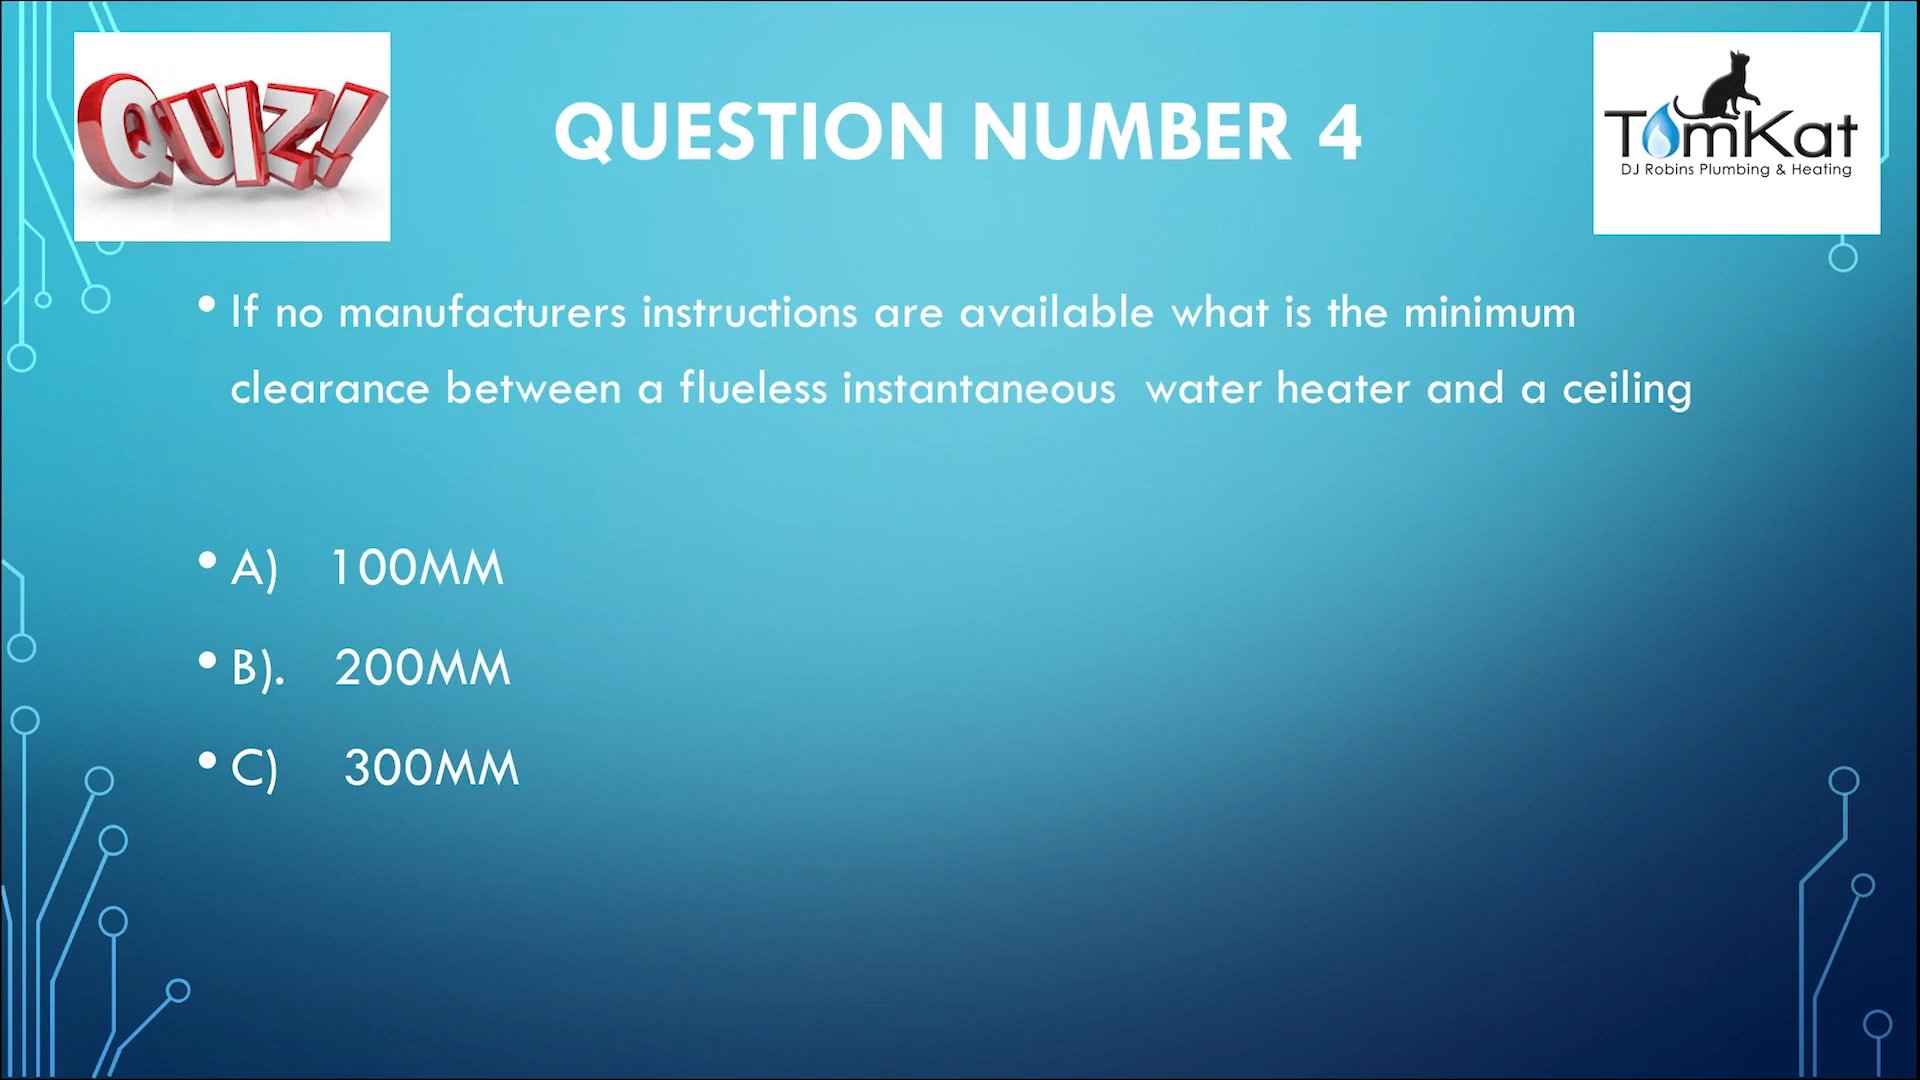 QUIZ!
QUESTION NUMBER 4
TomKat
DJ Robins Plumbing & Heating
• If no manufacturers instructions are available what is the minimum
clearance between a flueless instantaneous  water heater and a ceiling
• A)   100MM
• B).   200MM
• C)    300MM